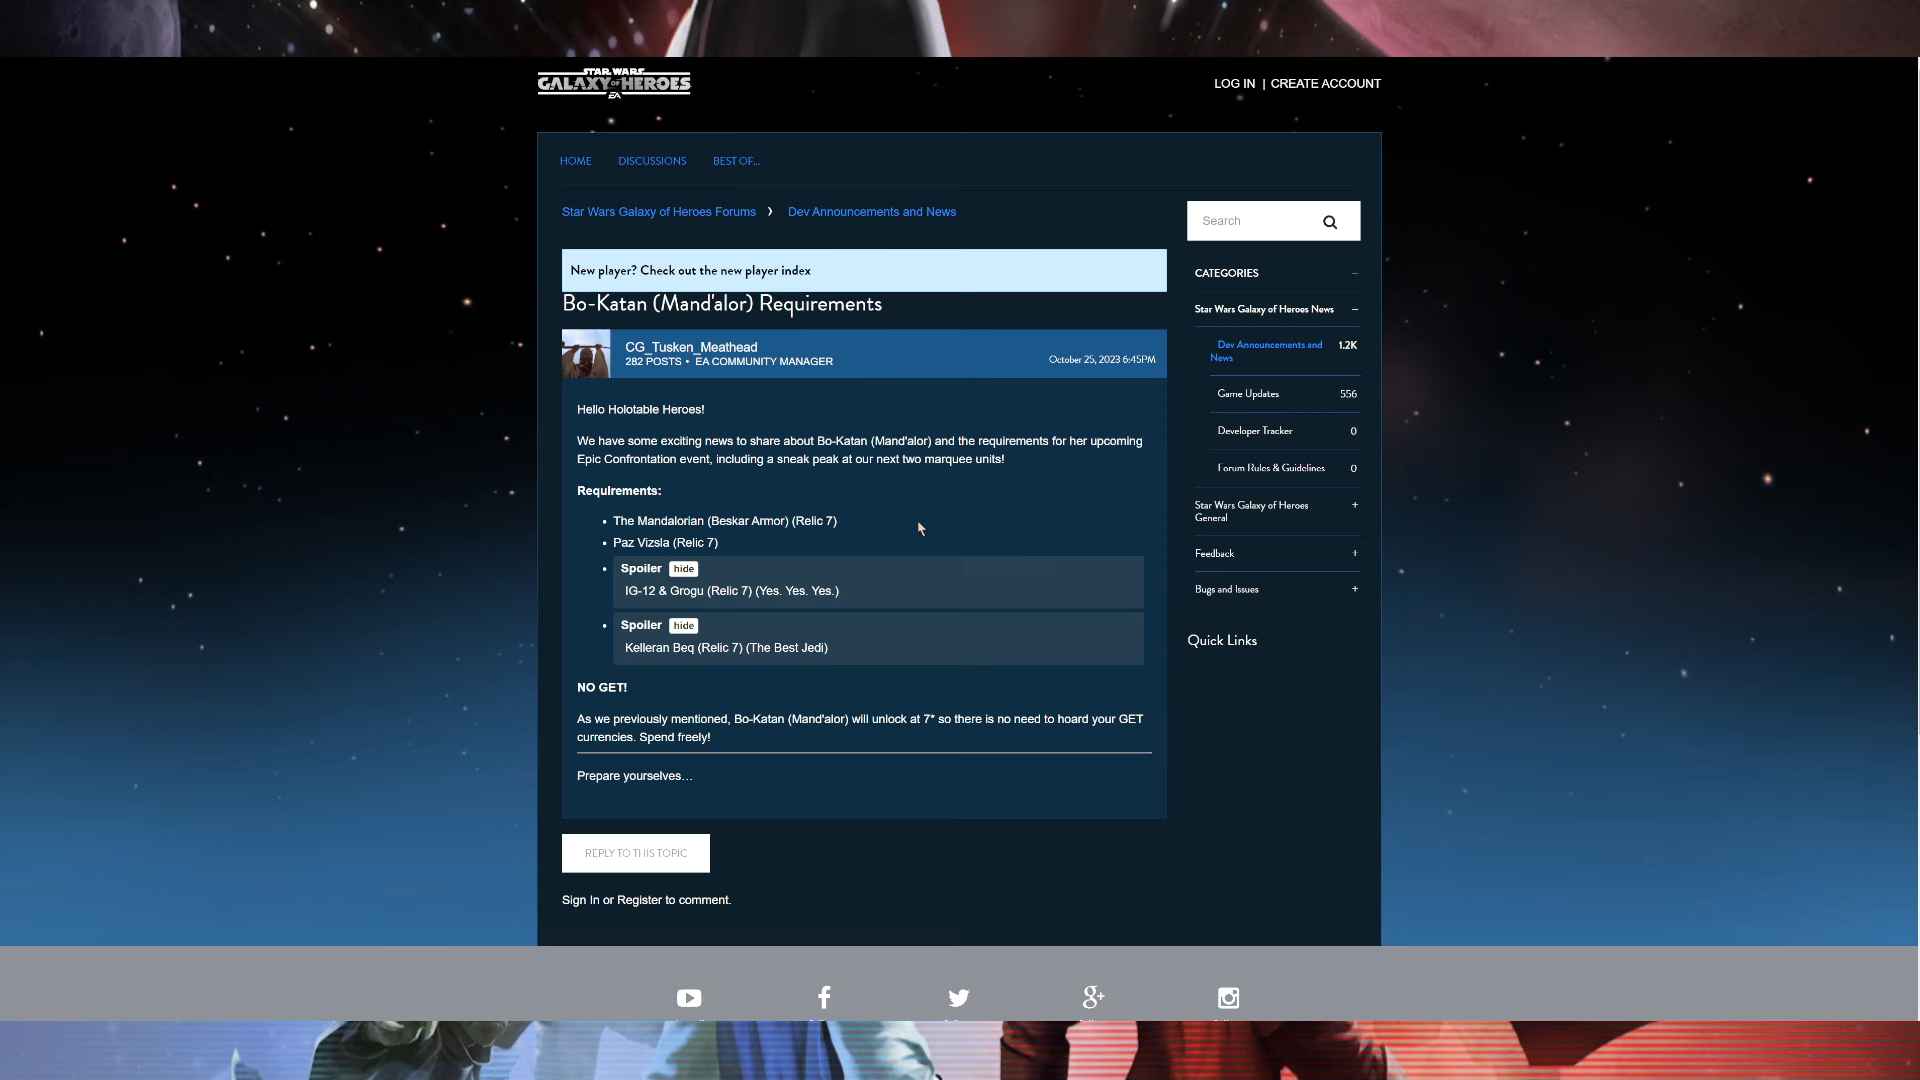 STAR WARS
GALAXY OF HEROES
EA
LOG IN | CREATE ACCOUNT
HOME DISCUSSIONS BEST OF...
Star Wars Galaxy of Heroes Forums › Dev Announcements and News
Search
New player? Check out the new player index
Bo-Katan (Mand'alor) Requirements
CG_Tusken_Meathead
282 POSTS • EA COMMUNITY MANAGER
October 25, 2023 6:45PM
Hello Holotable Heroes!
We have some exciting news to share about Bo-Katan (Mand'alor) and the requirements for her upcoming
Epic Confrontation event, including a sneak peak at our next two marquee units!
Requirements:
• The Mandalorian (Beskar Armor) (Relic 7)
• Paz Vizsla (Relic 7)
• Spoiler hide
IG-12 & Grogu (Relic 7) (Yes. Yes. Yes.)
• Spoiler hide
Kelleran Beq (Relic 7) (The Best Jedi)
NO GET!
As we previously mentioned, Bo-Katan (Mand'alor) will unlock at 7* so there is no need to hoard your GET
currencies. Spend freely!
Prepare yourselves…
REPLY TO THIS TOPIC
Sign In or Register to comment.
CATEGORIES –
Star Wars Galaxy of Heroes News –
Dev Announcements and 1.2K
News
Game Updates 556
Developer Tracker 0
Forum Rules & Guidelines 0
Star Wars Galaxy of Heroes +
General
Feedback +
Bugs and Issues +
Quick Links